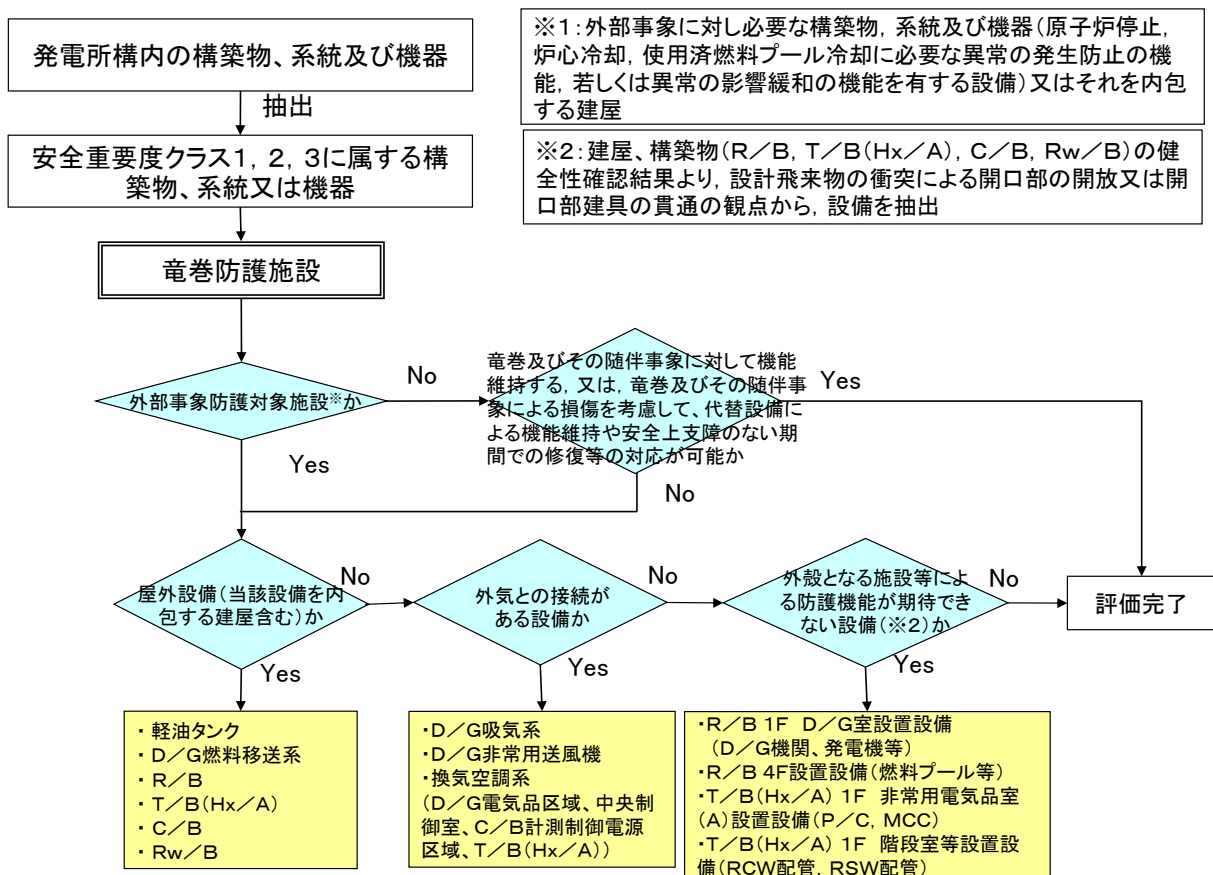 発電所構内の構築物、系統及び機器
抽出
安全重要度クラス1，2，3に属する構
築物、系統又は機器
竜巻防護施設
※1：外部事象に対し必要な構築物，系統及び機器（原子炉停止，
炉心冷却，使用済燃料プール冷却に必要な異常の発生防止の機
能，若しくは異常の影響緩和の機能を有する設備）又はそれを内包
する建屋
※2：建屋、構築物（R／B，T／B（Hx／A），C／B，Rw／B）の健
全性確認結果より，設計飛来物の衝突による開口部の開放又は開
口部建具の貫通の観点から，設備を抽出
外部事象防護対象施設※か
No
Yes
竜巻及びその随伴事象に対して機能
維持する，又は，竜巻及びその随伴事
象による損傷を考慮して、代替設備に
よる機能維持や安全上支障のない期
間での修復等の対応が可能か
Yes
No
屋外設備（当該設備を内
包する建屋含む）か
No
Yes
外気との接続が
ある設備か
No
Yes
外殻となる施設等によ
る防護機能が期待でき
ない設備（※2）か
No
Yes
評価完了
・ 軽油タンク
・ D／G燃料移送系
・ R／B
・ T／B（Hx／A）
・ C／B
・ Rw／B
・D／G吸気系
・D／G非常用送風機
・換気空調系
（D／G電気品区域、中央制
御室、C／B計測制御電源
区域、T／B（Hx／A））
・R／B 1F D／G室設置設備
（D／G機関、発電機等）
・R／B 4F設置設備（燃料プール等）
・T／B（Hx／A） 1F 非常用電気品室
（A）設置設備（P／C，MCC）
・T／B（Hx／A） 1F 階段室等設置設
備（RCW配管，RSW配管）